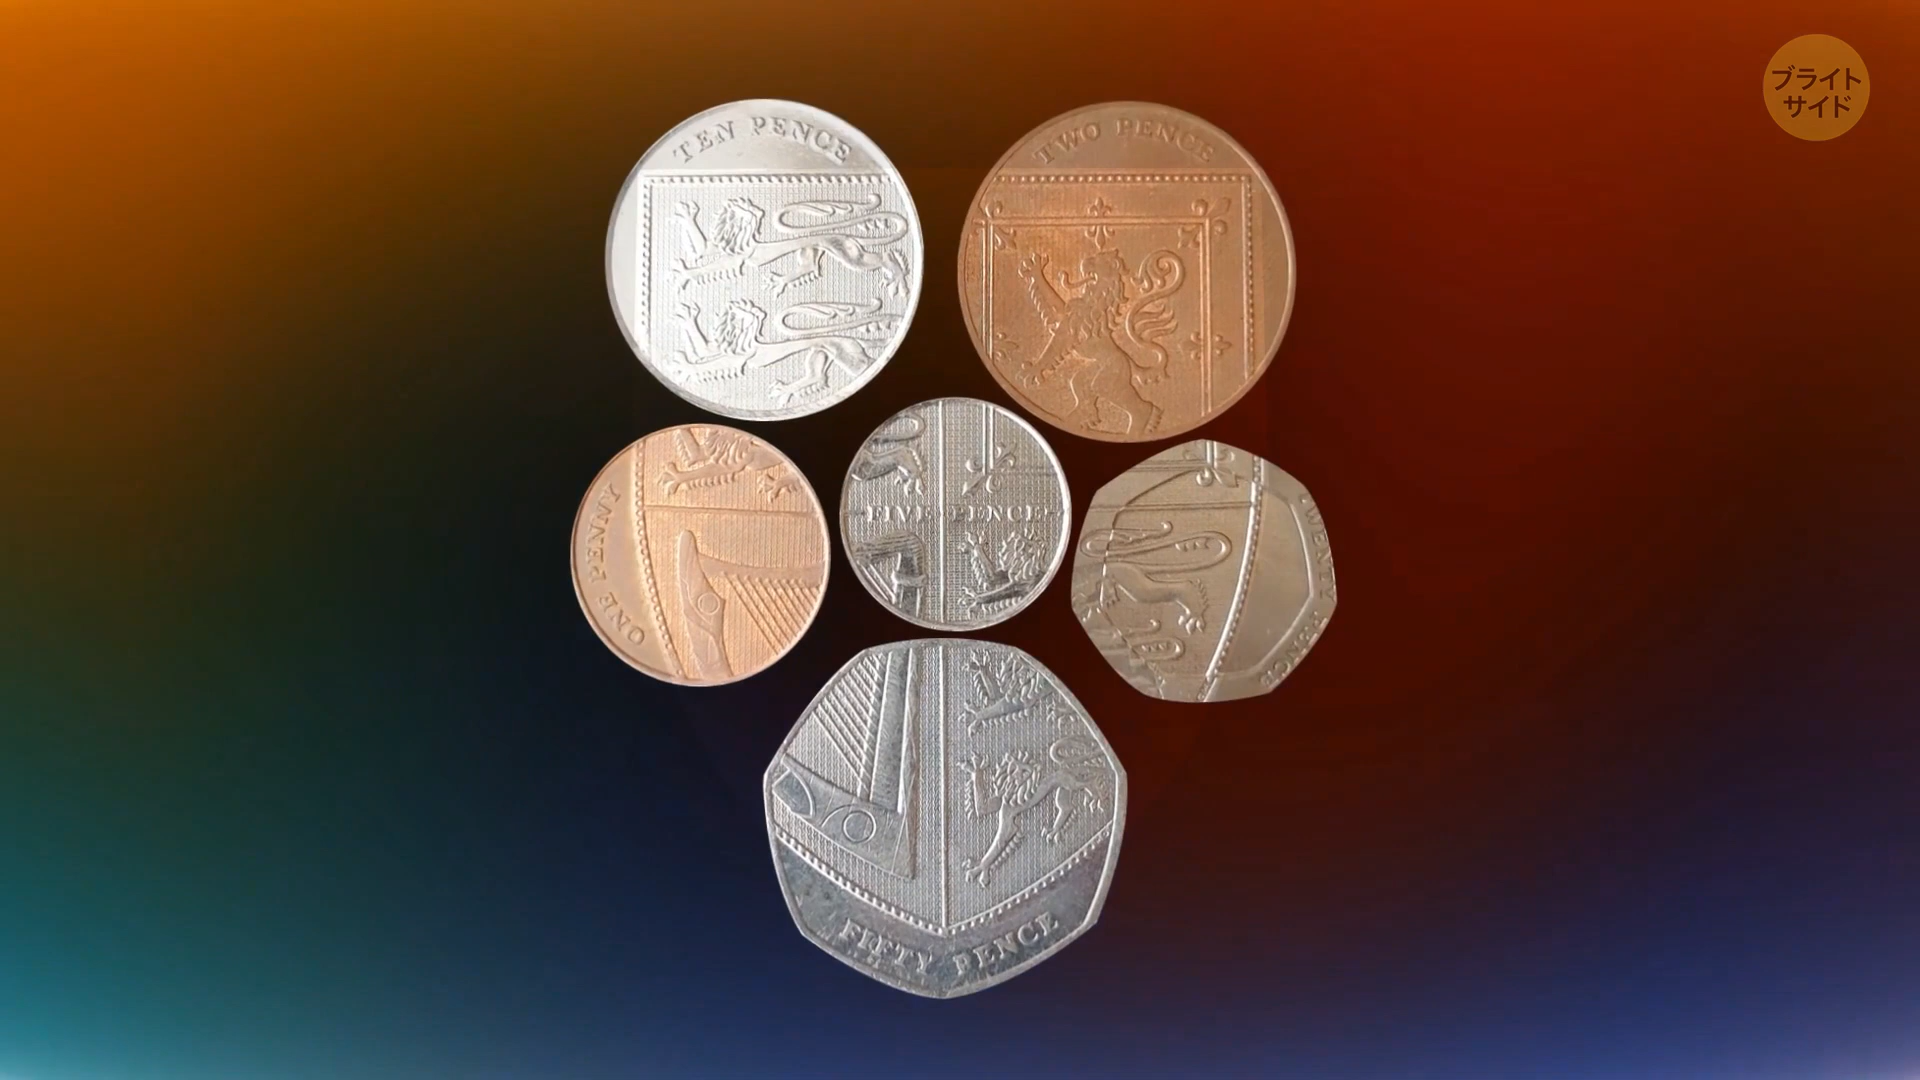 ブライト
サイド
TEN PENCE
TWO PENCE
ONE PENNY
FIVE PENCE
TWENTY PENCE
FIFTY PENCE